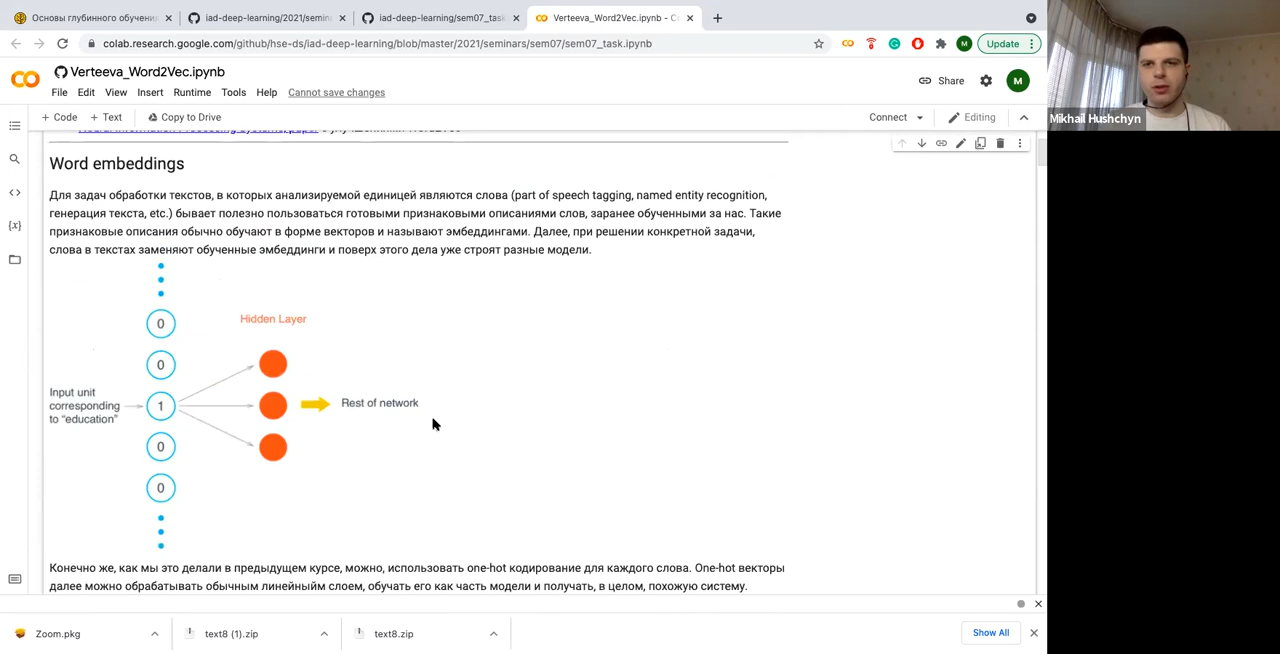 Основы глубинного обучени
iad-deep-learning/2021/semin
iad-deep-learning/sem07_task
Verteeva_Word2Vec.ipynb - C
colab.research.google.com/github/hse-ds/iad-deep-learning/blob/master/2021/seminars/sem07/sem07_task.ipynb
M
Update
Verteeva_Word2Vec.ipynb
Share
M
File Edit View Insert Runtime Tools Help Cannot save changes
+ Code + Text Copy to Drive
Connect
Editing
Mikhail Hushchyn
Word embeddings
Для задач обработки текстов, в которых анализируемой единицей являются слова (part of speech tagging, named entity recognition,
генерация текста, etc.) бывает полезно пользоваться готовыми признаковыми описаниями слов, заранее обученными за нас. Такие
признаковые описания обычно обучают в форме векторов и называют эмбеддингами. Далее, при решении конкретной задачи,
слова в текстах заменяют обученные эмбеддинги и поверх этого дела уже строят разные модели.
Hidden Layer
0
0
Input unit
corresponding
to “education”
1
0
0
Rest of network
Конечно же, как мы это делали в предыдущем курсе, можно, использовать one-hot кодирование для каждого слова. One-hot векторы
далее можно обрабатывать обычным линейныйм слоем, обучать его как часть модели и получать, в целом, похожую систему.
Zoom.pkg
text8 (1).zip
text8.zip
Show All